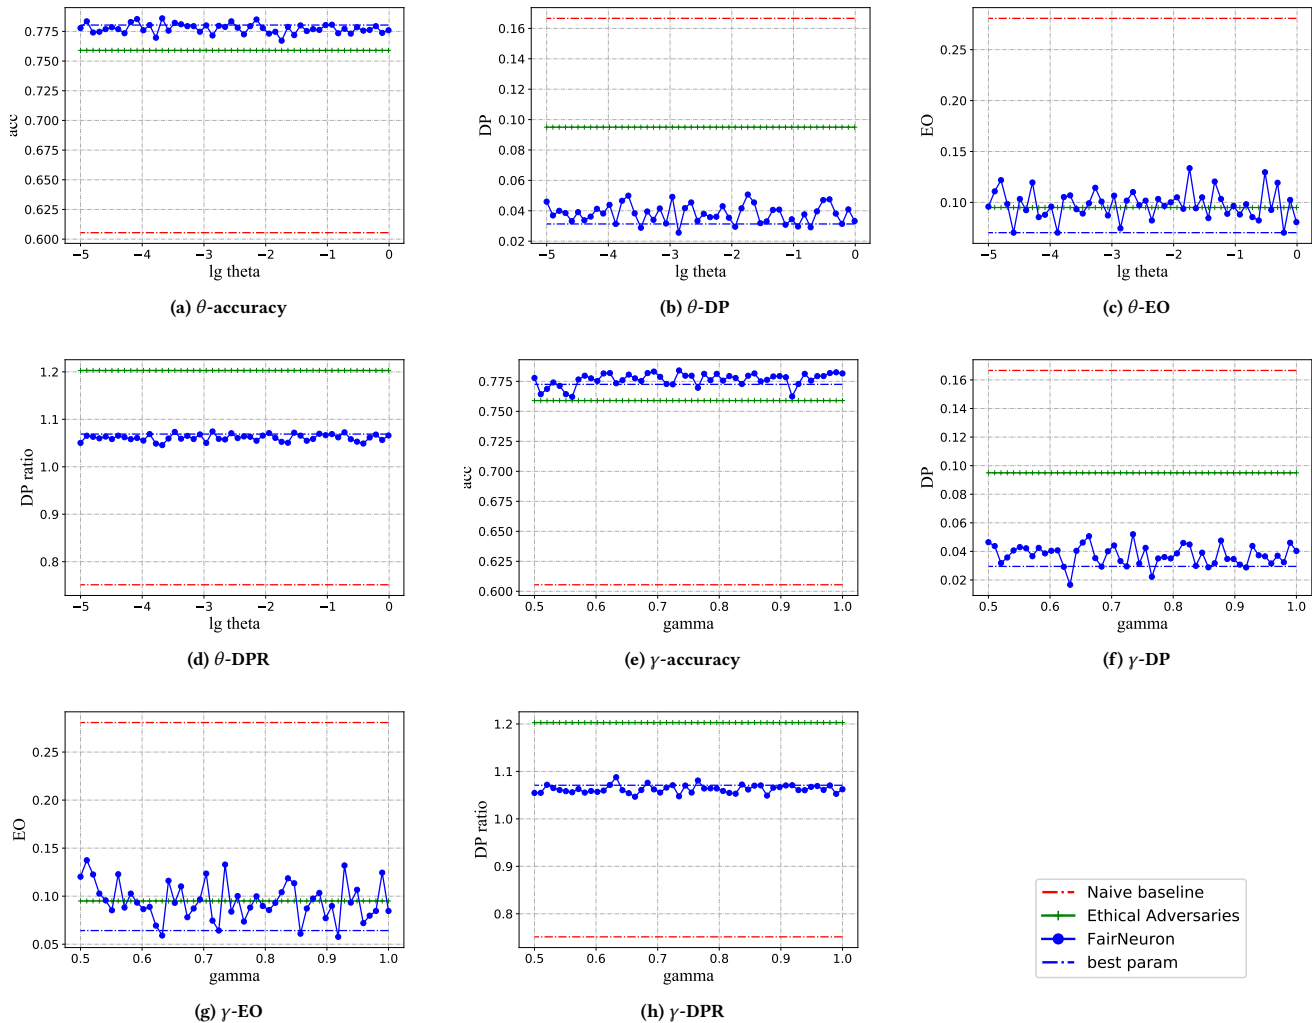 0.775
0.750
0.725
0.700
0.675
0.650
0.625
0.600
acc
−5 −4 −3 −2 −1 0
lg theta
(a) θ-accuracy
0.16
0.14
0.12
0.10
0.08
0.06
0.04
0.02
DP
−5 −4 −3 −2 −1 0
lg theta
(b) θ-DP
0.25
0.20
0.15
0.10
EO
−5 −4 −3 −2 −1 0
lg theta
(c) θ-EO
1.2
1.1
1.0
0.9
0.8
DP ratio
−5 −4 −3 −2 −1 0
lg theta
(d) θ-DPR
0.775
0.750
0.725
0.700
0.675
0.650
0.625
0.600
acc
0.5 0.6 0.7 0.8 0.9 1.0
gamma
(e) γ-accuracy
0.16
0.14
0.12
0.10
0.08
0.06
0.04
0.02
DP
0.5 0.6 0.7 0.8 0.9 1.0
gamma
(f) γ-DP
0.25
0.20
0.15
0.10
0.05
EO
0.5 0.6 0.7 0.8 0.9 1.0
gamma
(g) γ-EO
1.2
1.1
1.0
0.9
0.8
DP ratio
0.5 0.6 0.7 0.8 0.9 1.0
gamma
(h) γ-DPR
Naive baseline
Ethical Adversaries
FairNeuron
best param